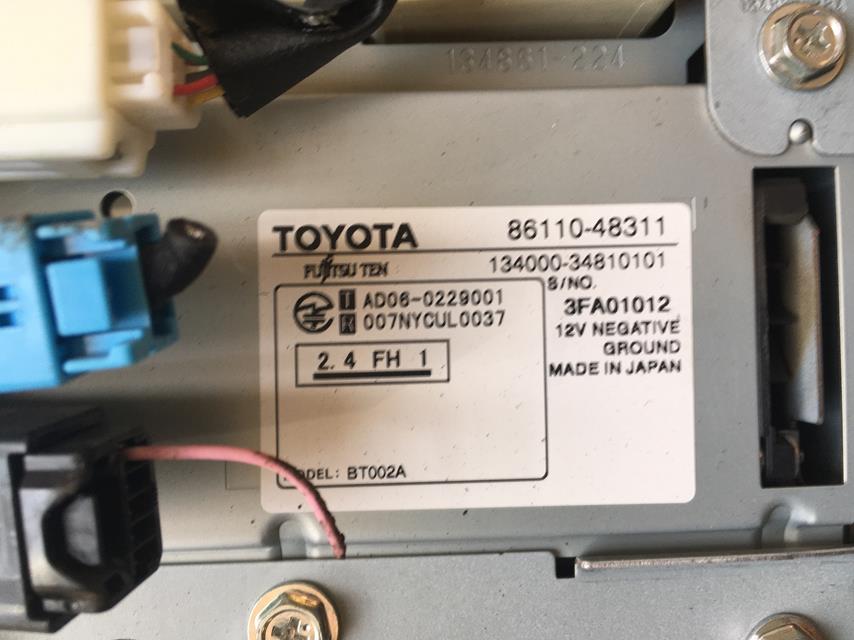 134861-224
TOYOTA 86110-48311
FUJITSU TEN 134000-34810101
S/NO.
T AD06-0229001
3FA01012
R 007NYCUL0037
12V NEGATIVE
GROUND
2.4 FH 1
MADE IN JAPAN
MODEL: BT002A